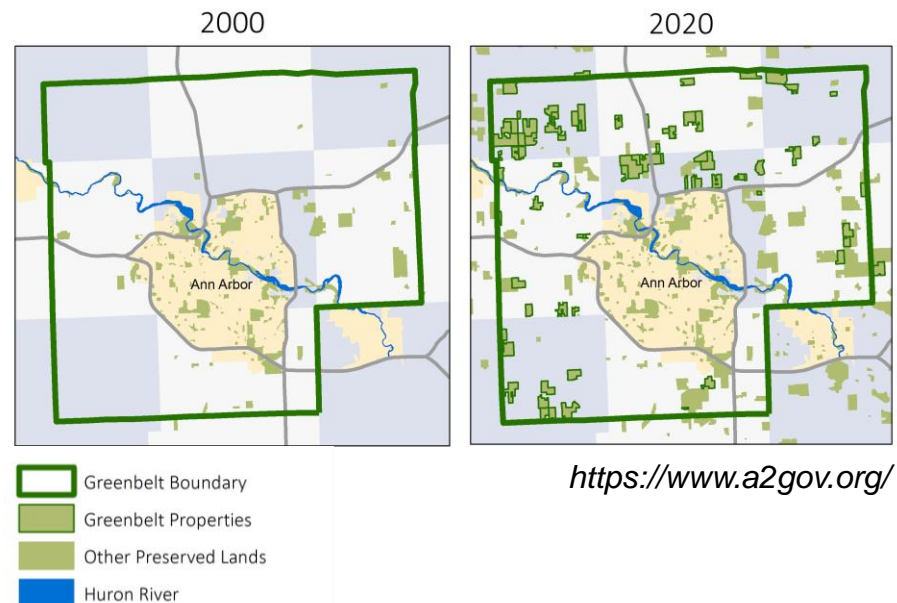 2000
2020
Ann Arbor
Ann Arbor
https://www.a2gov.org/
Greenbelt Boundary
Greenbelt Properties
Other Preserved Lands
Huron River